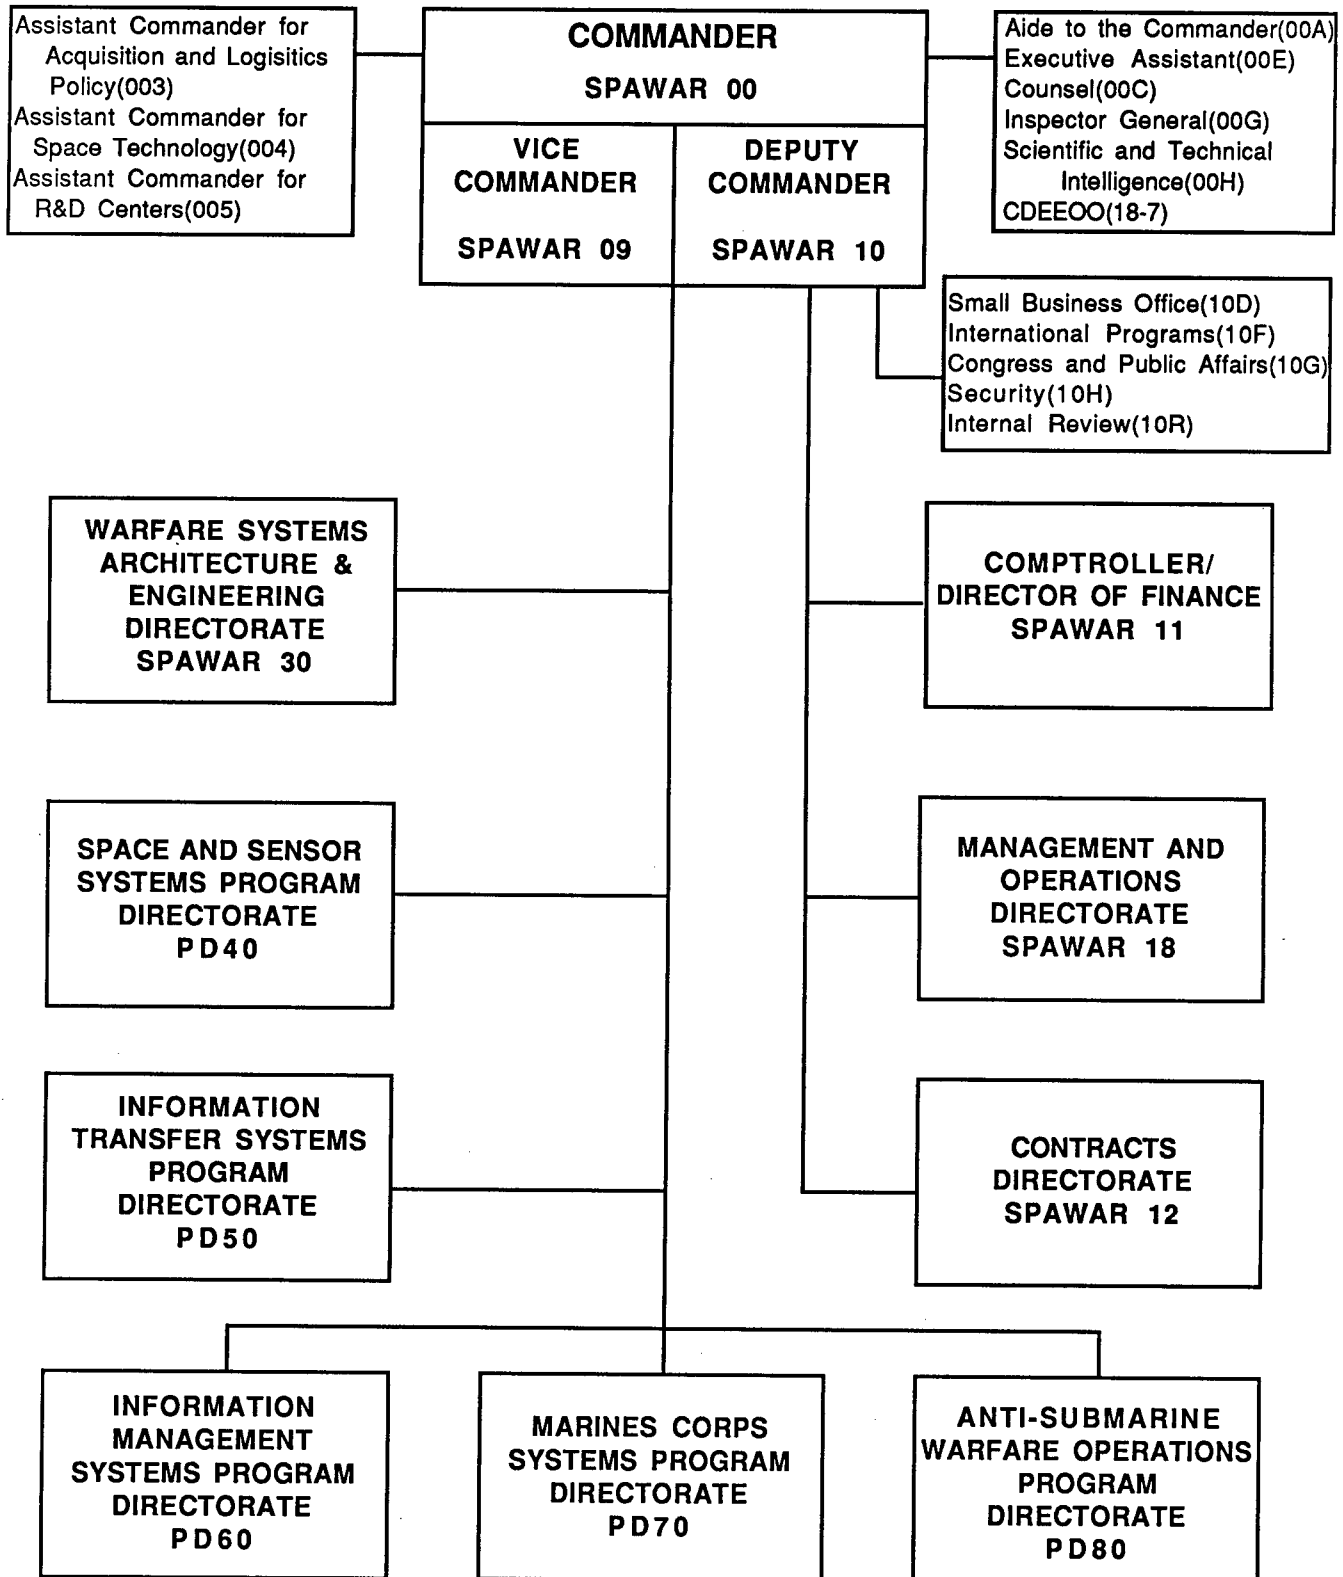 Assistant Commander for
Acquisition and Logisitics
Policy(003)
Assistant Commander for
Space Technology(004)
Assistant Commander for
R&D Centers(005)
COMMANDER
SPAWAR 00
VICE
COMMANDER
SPAWAR 09
DEPUTY
COMMANDER
SPAWAR 10
Aide to the Commander(00A)
Executive Assistant(00E)
Counsel(00C)
Inspector General(00G)
Scientific and Technical
Intelligence(00H)
CDEEOO(18-7)
Small Business Office(10D)
International Programs(10F)
Congress and Public Affairs(10G)
Security(10H)
Internal Review(10R)
WARFARE SYSTEMS
ARCHITECTURE &
ENGINEERING
DIRECTORATE
SPAWAR 30
COMPTROLLER/
DIRECTOR OF FINANCE
SPAWAR 11
SPACE AND SENSOR
SYSTEMS PROGRAM
DIRECTORATE
PD40
MANAGEMENT AND
OPERATIONS
DIRECTORATE
SPAWAR 18
INFORMATION
TRANSFER SYSTEMS
PROGRAM
DIRECTORATE
PD50
CONTRACTS
DIRECTORATE
SPAWAR 12
INFORMATION
MANAGEMENT
SYSTEMS PROGRAM
DIRECTORATE
PD60
MARINES CORPS
SYSTEMS PROGRAM
DIRECTORATE
PD70
ANTI-SUBMARINE
WARFARE OPERATIONS
PROGRAM
DIRECTORATE
PD80